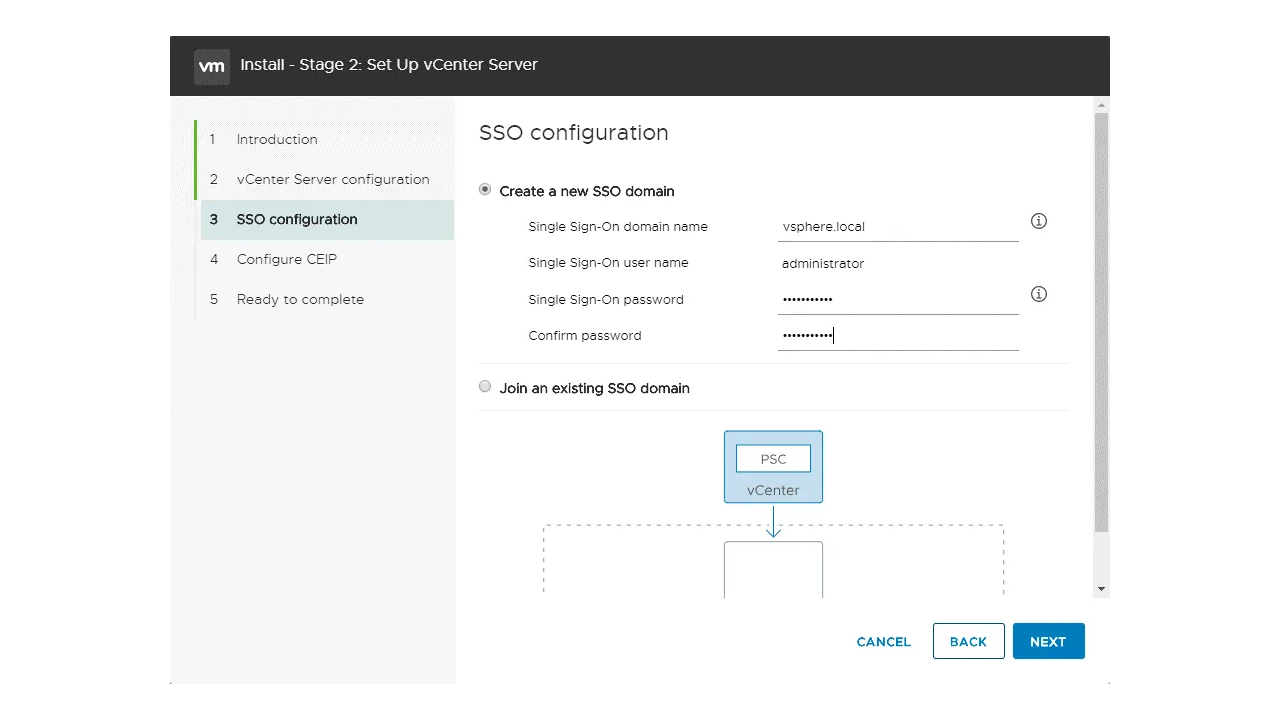 vm Install - Stage 2: Set Up vCenter Server
1 Introduction
2 vCenter Server configuration
3 SSO configuration
4 Configure CEIP
5 Ready to complete
SSO configuration
Create a new SSO domain
Single Sign-On domain name vsphere.local
Single Sign-On user name administrator
Single Sign-On password •••••••••••
Confirm password •••••••••••
Join an existing SSO domain
PSC
vCenter
CANCEL BACK NEXT